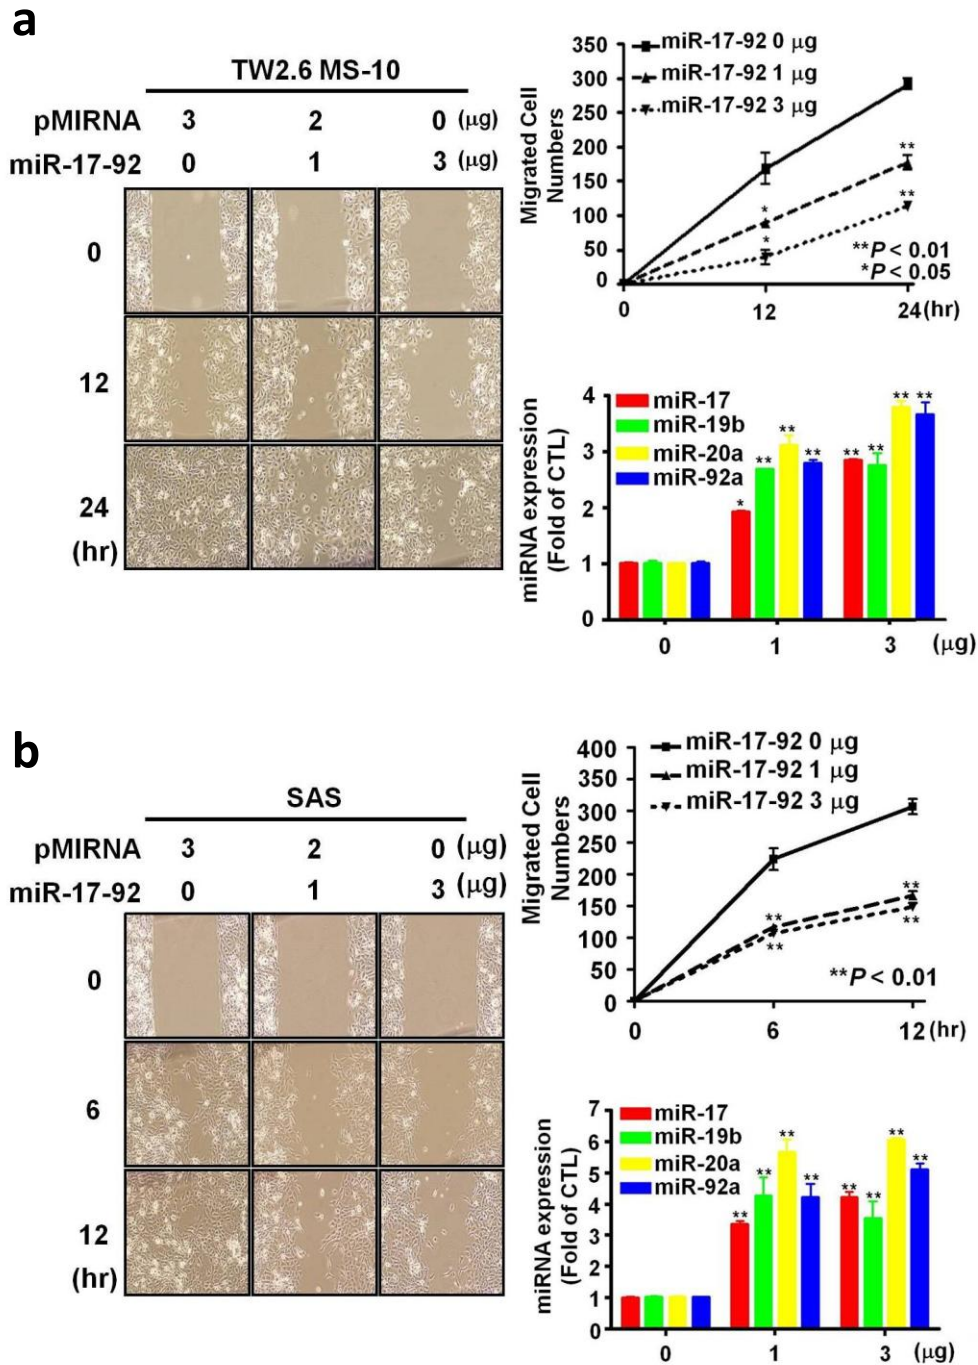 a
TW2.6 MS-10
pMIRNA 3 2 0 (μg)
miR-17-92 0 1 3 (μg)
0
12
24
(hr)
350
300
250
200
150
100
50
0
Migrated Cell
Numbers
miR-17-92 0 μg
miR-17-92 1 μg
miR-17-92 3 μg
* ** * **
**P < 0.01
*P < 0.05
0 12 24 (hr)
4
3
2
1
0
miRNA expression
(Fold of CTL)
miR-17
miR-19b
miR-20a
miR-92a
* ** ** ** ** ** ** **
0 1 3 (μg)
b
SAS
pMIRNA 3 2 0 (μg)
miR-17-92 0 1 3 (μg)
0
6
12
(hr)
400
350
300
250
200
150
100
50
0
Migrated Cell
Numbers
miR-17-92 0 μg
miR-17-92 1 μg
miR-17-92 3 μg
** ** ** **
**P < 0.01
0 6 12 (hr)
7
6
5
4
3
2
1
0
miRNA expression
(Fold of CTL)
miR-17
miR-19b
miR-20a
miR-92a
** ** ** ** ** ** ** **
0 1 3 (μg)